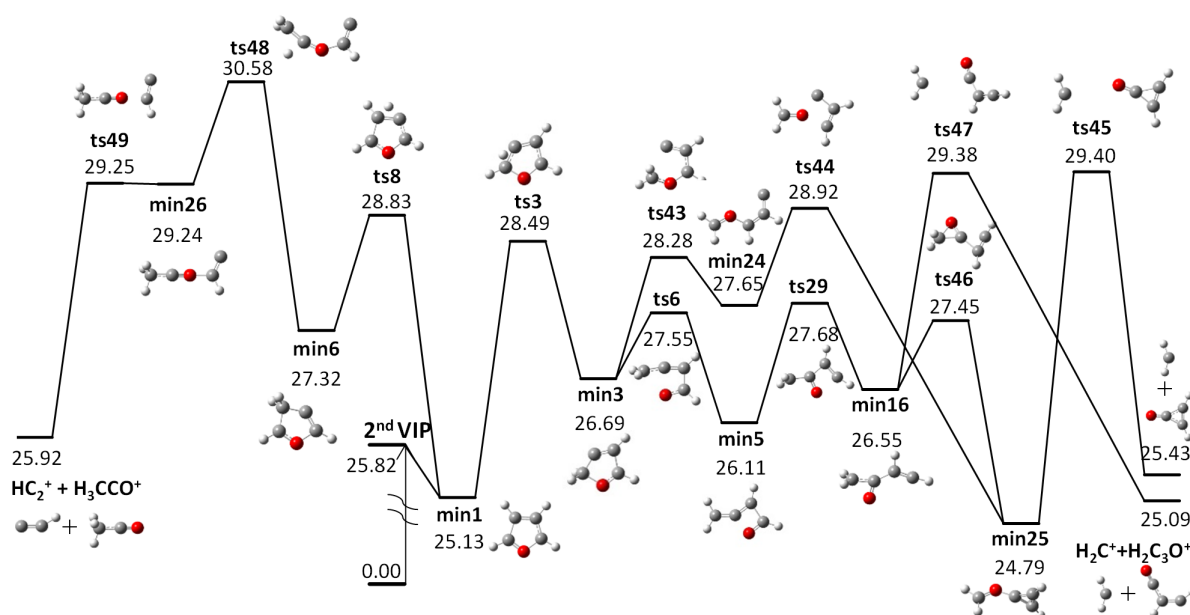 ts48
30.58
ts49
29.25
min26
29.24
ts8
28.83
ts3
28.49
ts43
28.28
min24
27.65
ts44
28.92
ts47
29.38
ts45
29.40
ts46
27.45
ts6
27.55
ts29
27.68
min6
27.32
min3
26.69
min5
26.11
min16
26.55
2nd VIP
25.82
25.92
HC2+ + H3CCO+
+
min1
25.13
0.00
min25
24.79
+
25.43
25.09
H2C++H2C3O+
+